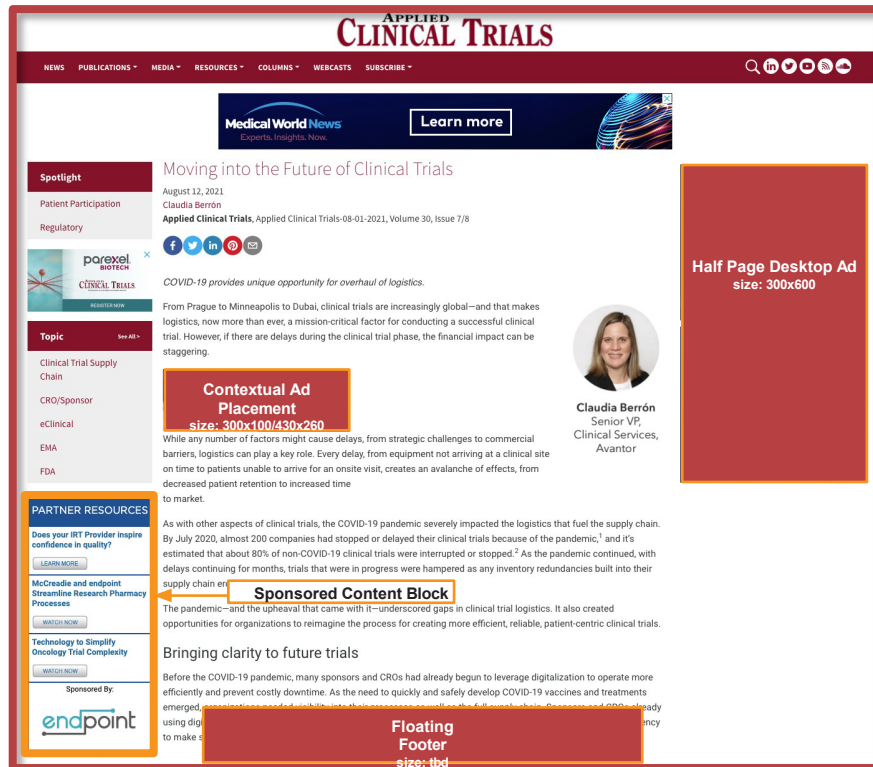 APPLIED
CLINICAL TRIALS
NEWS PUBLICATIONS MEDIA RESOURCES COLUMNS WEBCASTS SUBSCRIBE
Medical World News
Experts. Insights. Now.
Learn more
Spotlight
Patient Participation
Regulatory
parexel
BIOTECH
APPLIED
CLINICAL TRIALS
REGISTER NOW
Topic See All >
Clinical Trial Supply
Chain
CRO/Sponsor
eClinical
EMA
FDA
PARTNER RESOURCES
Does your IRT Provider inspire
confidence in quality?
LEARN MORE
McCreadie and endpoint
Streamline Research Pharmacy
Processes
WATCH NOW
Technology to Simplify
Oncology Trial Complexity
WATCH NOW
Sponsored By:
endpoint
Moving into the Future of Clinical Trials
August 12, 2021
Claudia Berrón
Applied Clinical Trials, Applied Clinical Trials-08-01-2021, Volume 30, Issue 7/8
COVID-19 provides unique opportunity for overhaul of logistics.
From Prague to Minneapolis to Dubai, clinical trials are increasingly global—and that makes
logistics, now more than ever, a mission-critical factor for conducting a successful clinical
trial. However, if there are delays during the clinical trial phase, the financial impact can be
staggering.
Contextual Ad
Placement
size: 300x100/430x260
Claudia Berrón
Senior VP,
Clinical Services,
Avantor
While any number of factors might cause delays, from strategic challenges to commercial
barriers, logistics can play a key role. Every delay, from equipment not arriving at a clinical site
on time to patients unable to arrive for an onsite visit, creates an avalanche of effects, from
decreased patient retention to increased time
to market.
As with other aspects of clinical trials, the COVID-19 pandemic severely impacted the logistics that fuel the supply chain.
By July 2020, almost 200 companies had stopped or delayed their clinical trials because of the pandemic,1 and it's
estimated that about 80% of non-COVID-19 clinical trials were interrupted or stopped.2 As the pandemic continued, with
delays continuing for months, trials that were in progress were hampered as any inventory redundancies built into their
supply chain
Sponsored Content Block
The pandemic—and the upheaval that came with it—underscored gaps in clinical trial logistics. It also created
opportunities for organizations to reimagine the process for creating more efficient, reliable, patient-centric clinical trials.
Bringing clarity to future trials
Before the COVID-19 pandemic, many sponsors and CROs had already begun to leverage digitalization to operate more
efficiently and prevent costly downtime. As the need to quickly and safely develop COVID-19 vaccines and treatments
emerged, organizations needed visibility into their processes as well as the full supply chain. Sponsors and CROs already
using
to make
Floating
Footer
size: tbd
Half Page Desktop Ad
size: 300x600